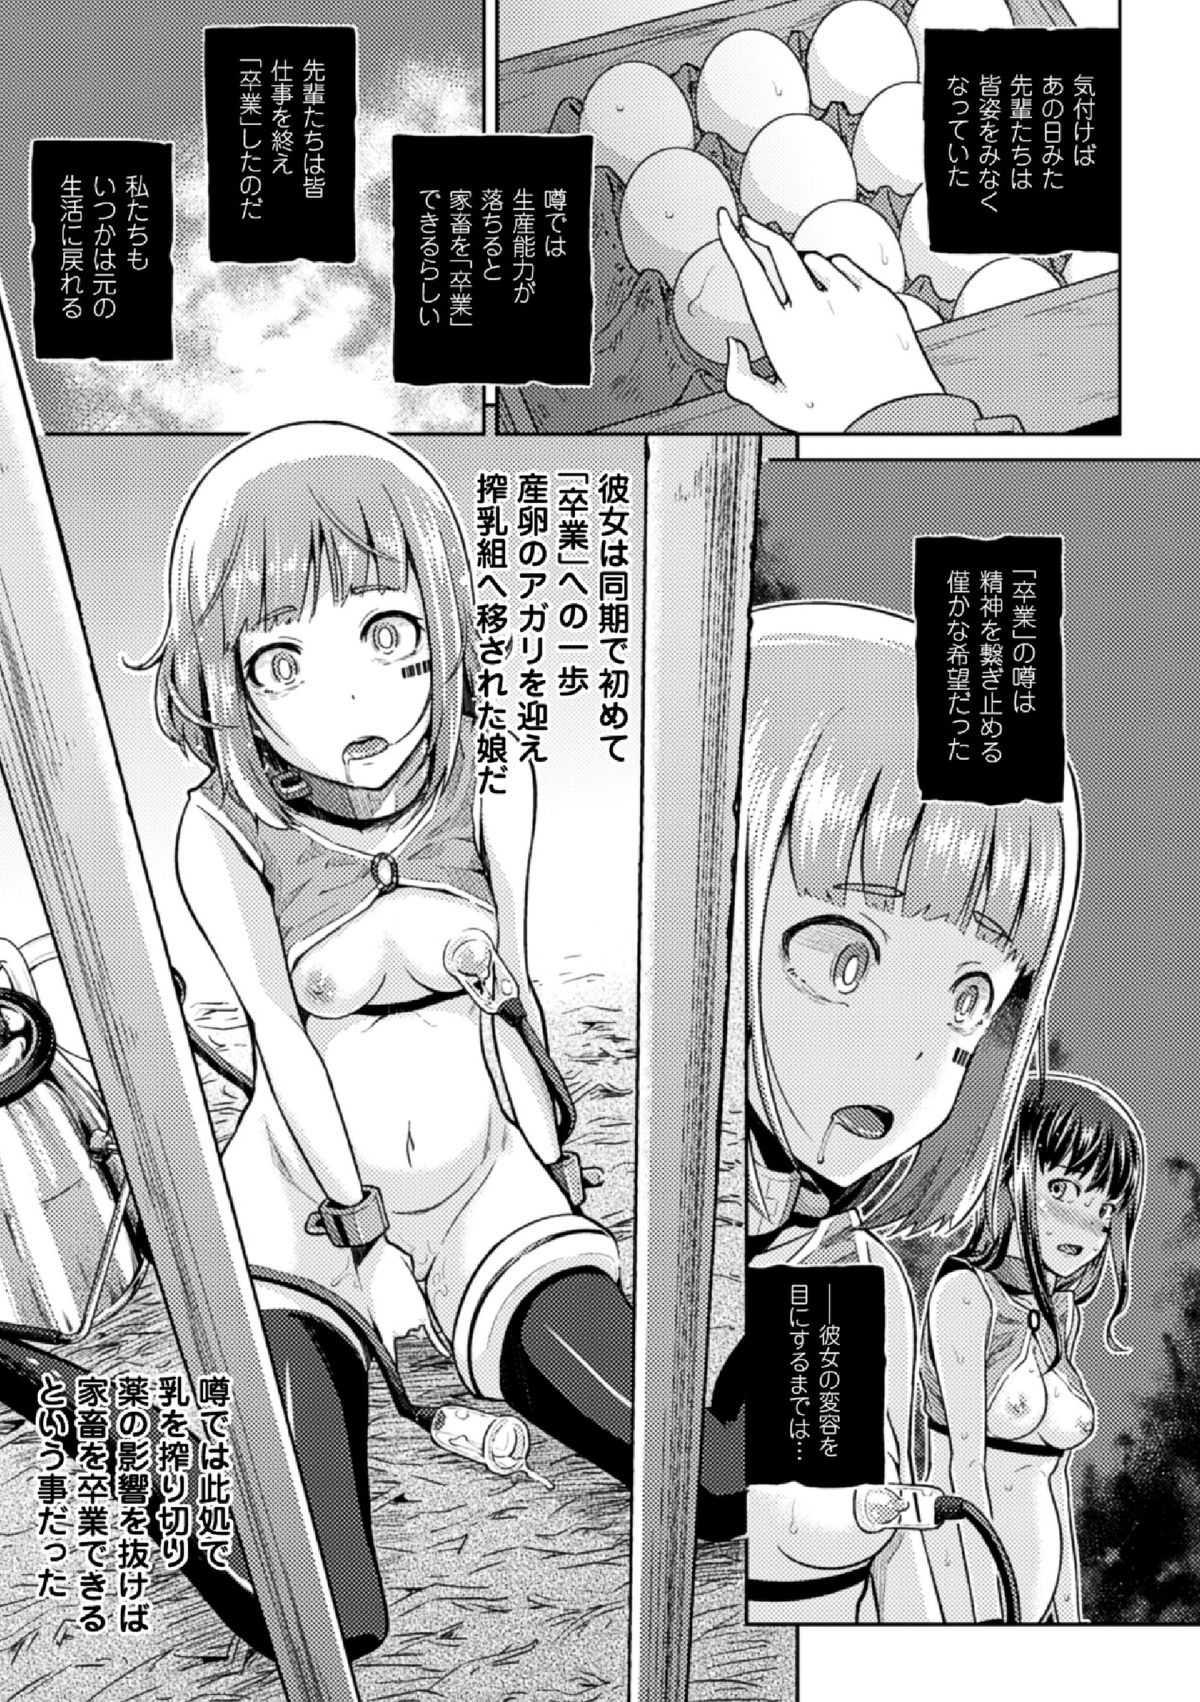 気付けば
あの日みた
先輩たちは
皆姿をみなく
なっていた
噂では
生産能力が
落ちると
家畜を「卒業」
できるらしい
先輩たちは皆
仕事を終え
「卒業」したのだ
私たちも
いつかは元の
生活に戻れる
「卒業」の噂は
精神を繋ぎ止める
僅かな希望だった
―彼女の変容を
目にするまでは…
彼女は同期で初めて
「卒業」への一歩
産卵のアガリを迎え
搾乳組へ移された娘だ
噂では此処で
乳を搾り切り
薬の影響を抜けば
家畜を卒業できる
という事だった